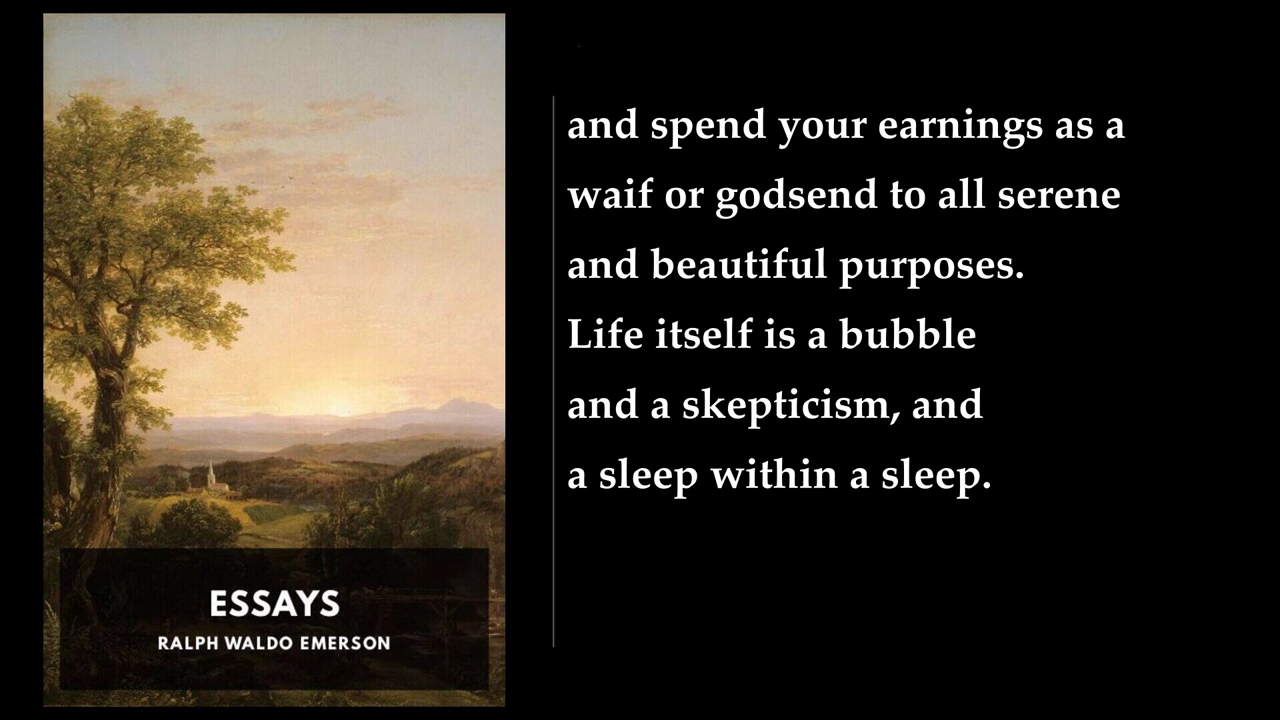 and spend your earnings as a
waif or godsend to all serene
and beautiful purposes.
Life itself is a bubble
and a skepticism, and
a sleep within a sleep.
ESSAYS
RALPH WALDO EMERSON